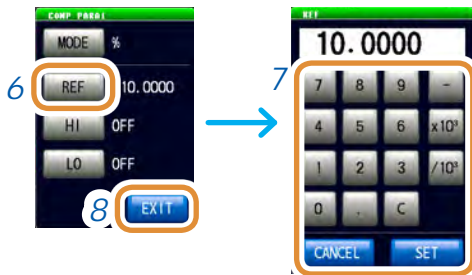 COMP PARA1
MODE %
6 REF 10.0000
HI OFF
LO OFF
8 EXIT
REF
10.0000
7
7 8 9 -
4 5 6 x10³
1 2 3 /10³
0 . C
CANCEL SET